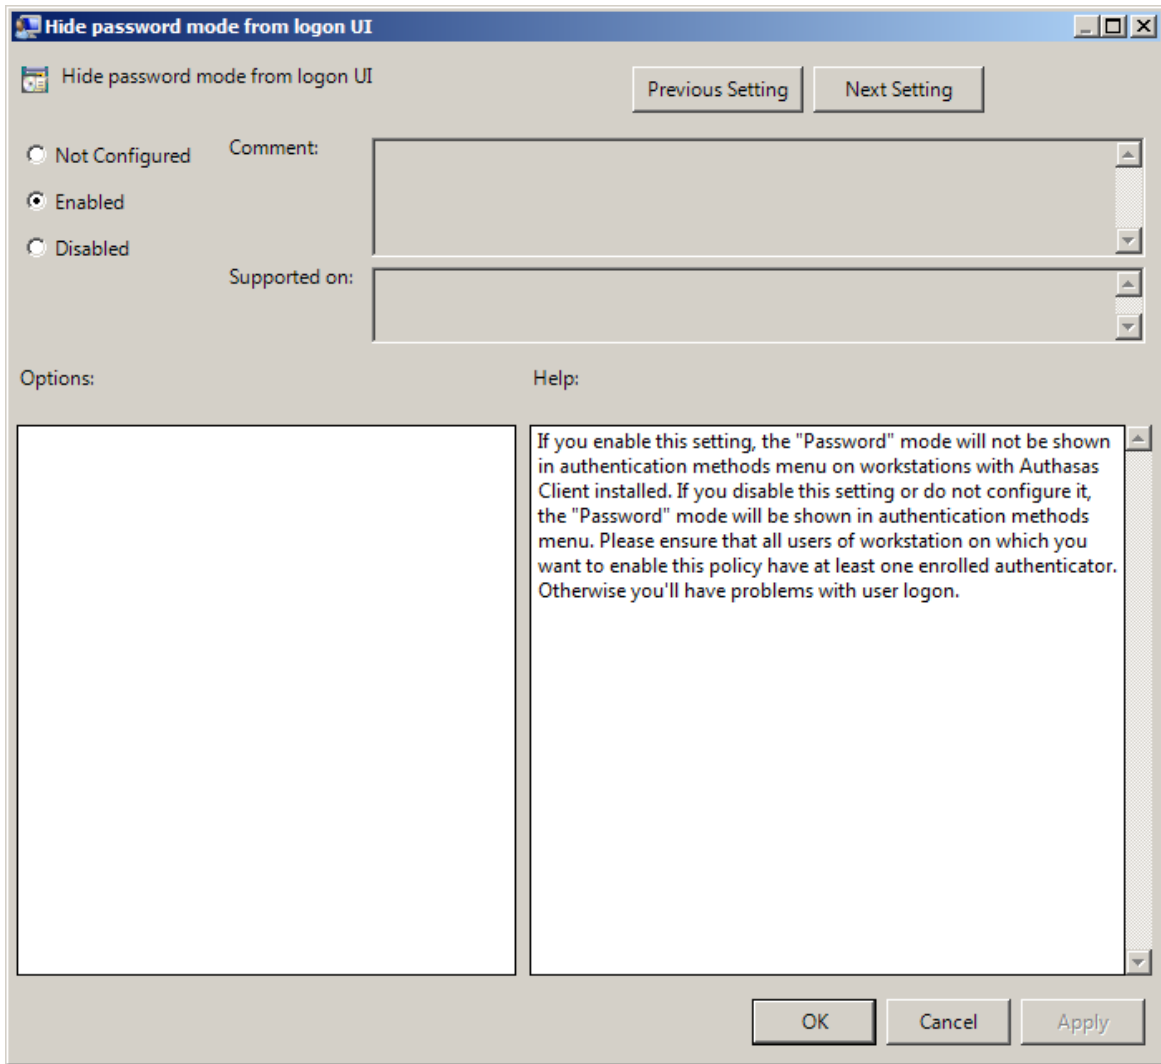 Hide password mode from logon UI
Hide password mode from logon UI
Previous Setting
Next Setting
Not Configured
Comment:
Enabled
Disabled
Supported on:
Options:
Help:
If you enable this setting, the "Password" mode will not be shown
in authentication methods menu on workstations with Authasas
Client installed. If you disable this setting or do not configure it,
the "Password" mode will be shown in authentication methods
menu. Please ensure that all users of workstation on which you
want to enable this policy have at least one enrolled authenticator.
Otherwise you'll have problems with user logon.
OK
Cancel
Apply